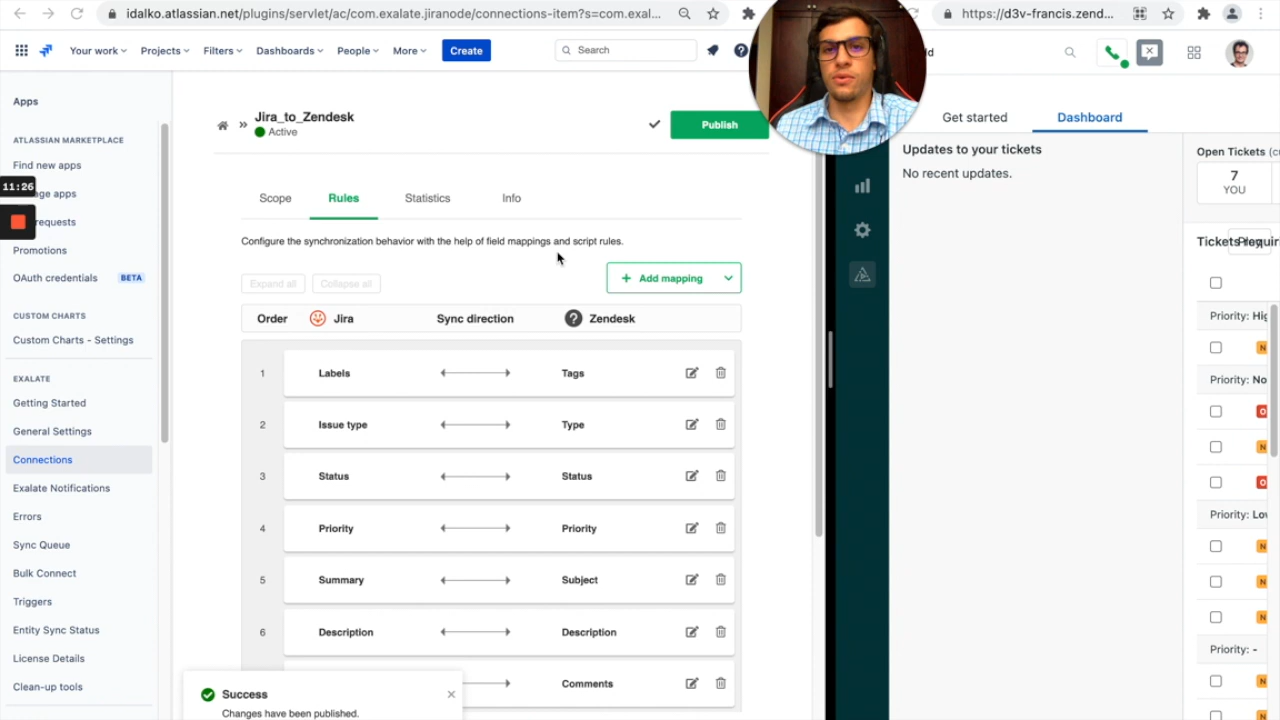 idalko.atlassian.net/plugins/servlet/ac/com.exalate.jiranode/connections-item?s=com.exal...
https://d3v-francis.zend...
Your work
Projects
Filters
Dashboards
People
More
Create
Search
Apps
ATLASSIAN MARKETPLACE
Find new apps
11:26
age apps
requests
Promotions
OAuth credentials BETA
CUSTOM CHARTS
Custom Charts - Settings
EXALATE
Getting Started
General Settings
Connections
Exalate Notifications
Errors
Sync Queue
Bulk Connect
Triggers
Entity Sync Status
License Details
Clean-up tools
Jira_to_Zendesk
Active
Publish
Scope
Rules
Statistics
Info
Configure the synchronization behavior with the help of field mappings and script rules.
Expand all
Collapse all
+ Add mapping
Order Jira Sync direction Zendesk
1 Labels Tags
2 Issue type Type
3 Status Status
4 Priority Priority
5 Summary Subject
6 Description Description
Comments
Success
Changes have been published.
Get started
Dashboard
Updates to your tickets
No recent updates.
Open Tickets
7
YOU
Priority: Hig
N
Priority: No
O
N
O
Priority: Lov
N
N
N
Priority: -
N
N